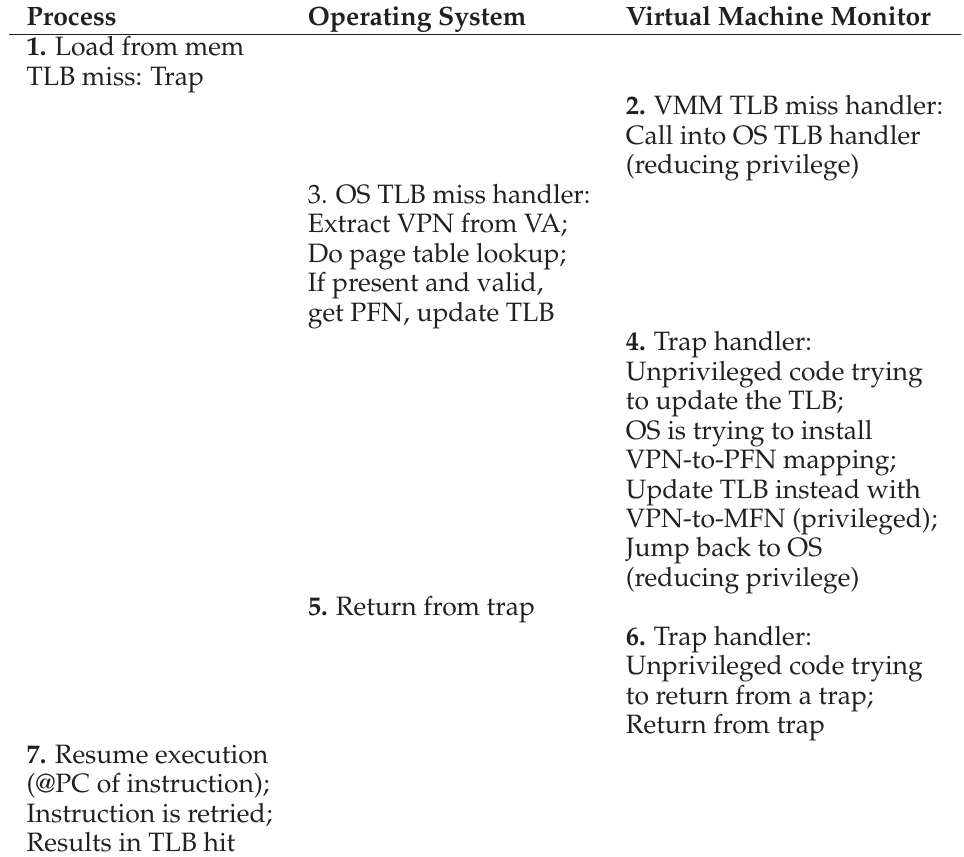 Process Operating System Virtual Machine Monitor
1. Load from mem
TLB miss: Trap
2. VMM TLB miss handler:
Call into OS TLB handler
(reducing privilege)
3. OS TLB miss handler:
Extract VPN from VA;
Do page table lookup;
If present and valid,
get PFN, update TLB
4. Trap handler:
Unprivileged code trying
to update the TLB;
OS is trying to install
VPN-to-PFN mapping;
Update TLB instead with
VPN-to-MFN (privileged);
Jump back to OS
(reducing privilege)
5. Return from trap
6. Trap handler:
Unprivileged code trying
to return from a trap;
Return from trap
7. Resume execution
(@PC of instruction);
Instruction is retried;
Results in TLB hit